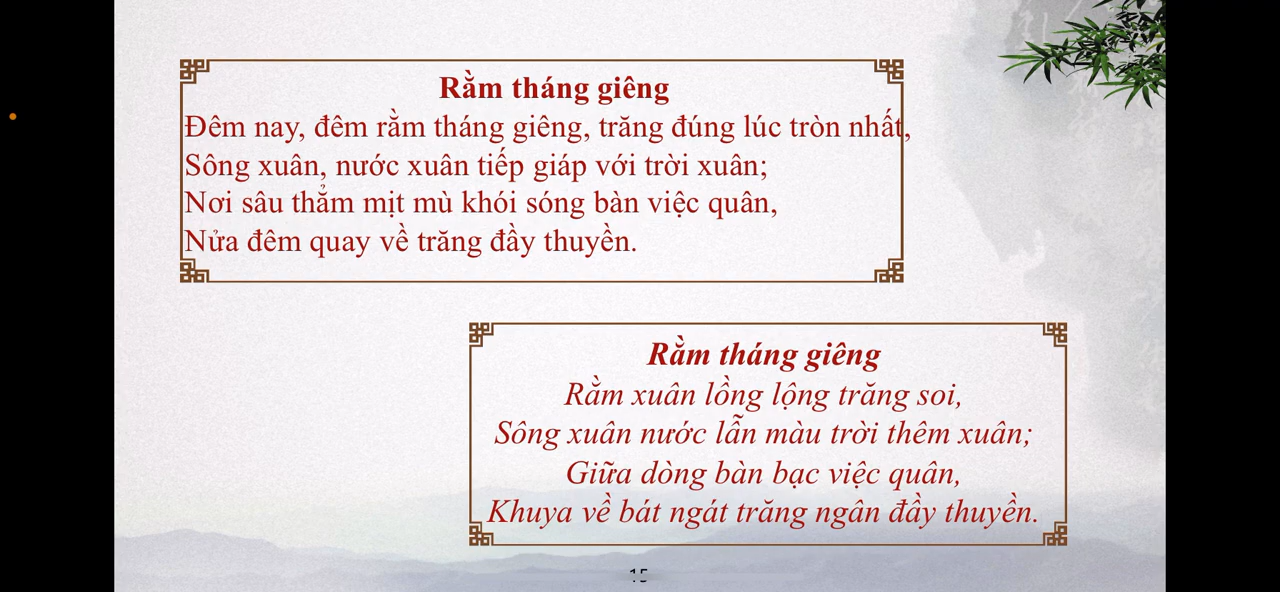 Rằm tháng giêng
Đêm nay, đêm rằm tháng giêng, trăng đúng lúc tròn nhất,
Sông xuân, nước xuân tiếp giáp với trời xuân;
Nơi sâu thẳm mịt mù khói sóng bàn việc quân,
Nửa đêm quay về trăng đầy thuyền.
Rằm tháng giêng
Rằm xuân lồng lộng trăng soi,
Sông xuân nước lẫn màu trời thêm xuân;
Giữa dòng bàn bạc việc quân,
Khuya về bát ngát trăng ngân đầy thuyền.
15